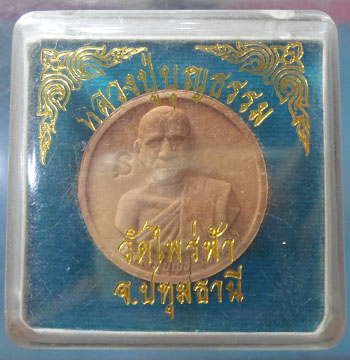 หลวงปู่บุญธรรม
วัดไพร่ฟ้า
จ.ปทุมธานี